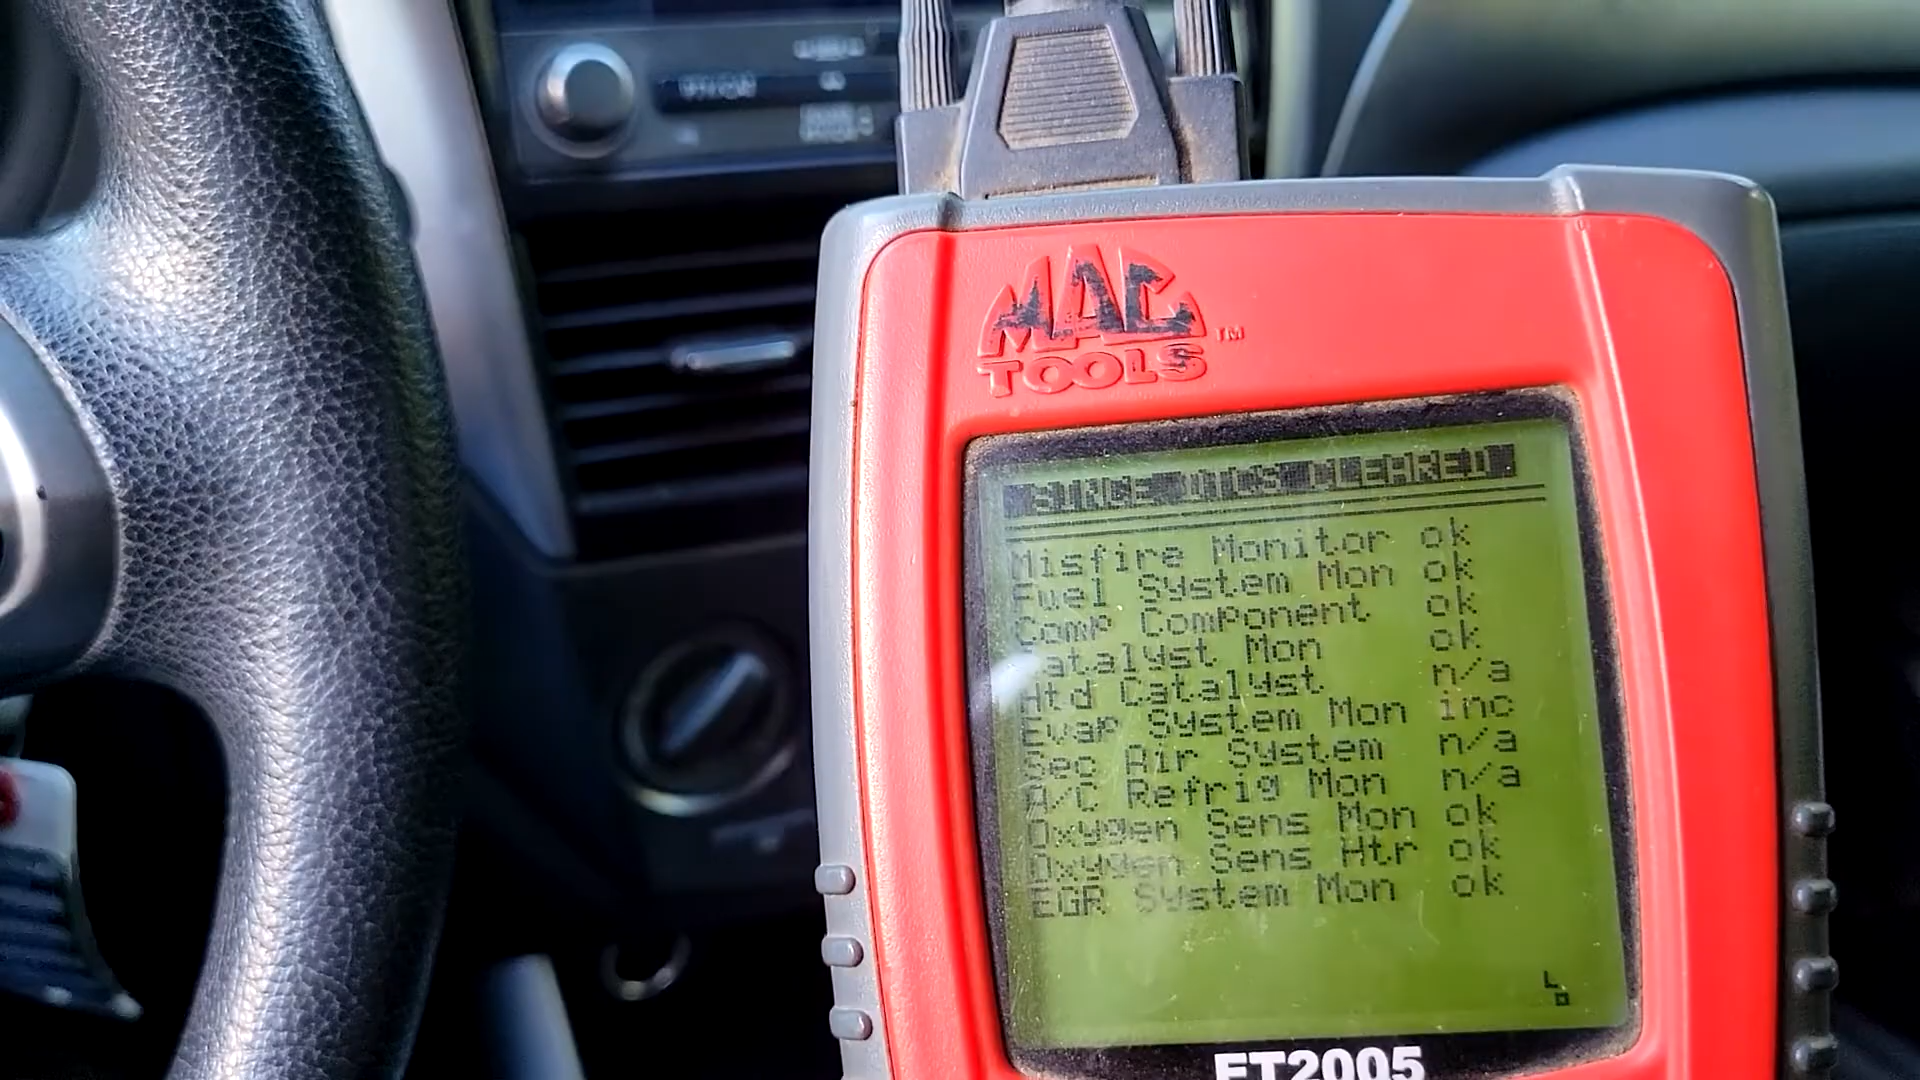 MAC
TOOLS™
SINCE DTCS CLEARED
Misfire Monitor ok
Fuel System Mon ok
Comp Component ok
Catalyst Mon ok
Htd Catalyst n/a
Evap System Mon inc
Sec Air System n/a
A/C Refrig Mon n/a
Oxygen Sens Mon ok
Oxygen Sens Htr ok
EGR System Mon ok
ET2005